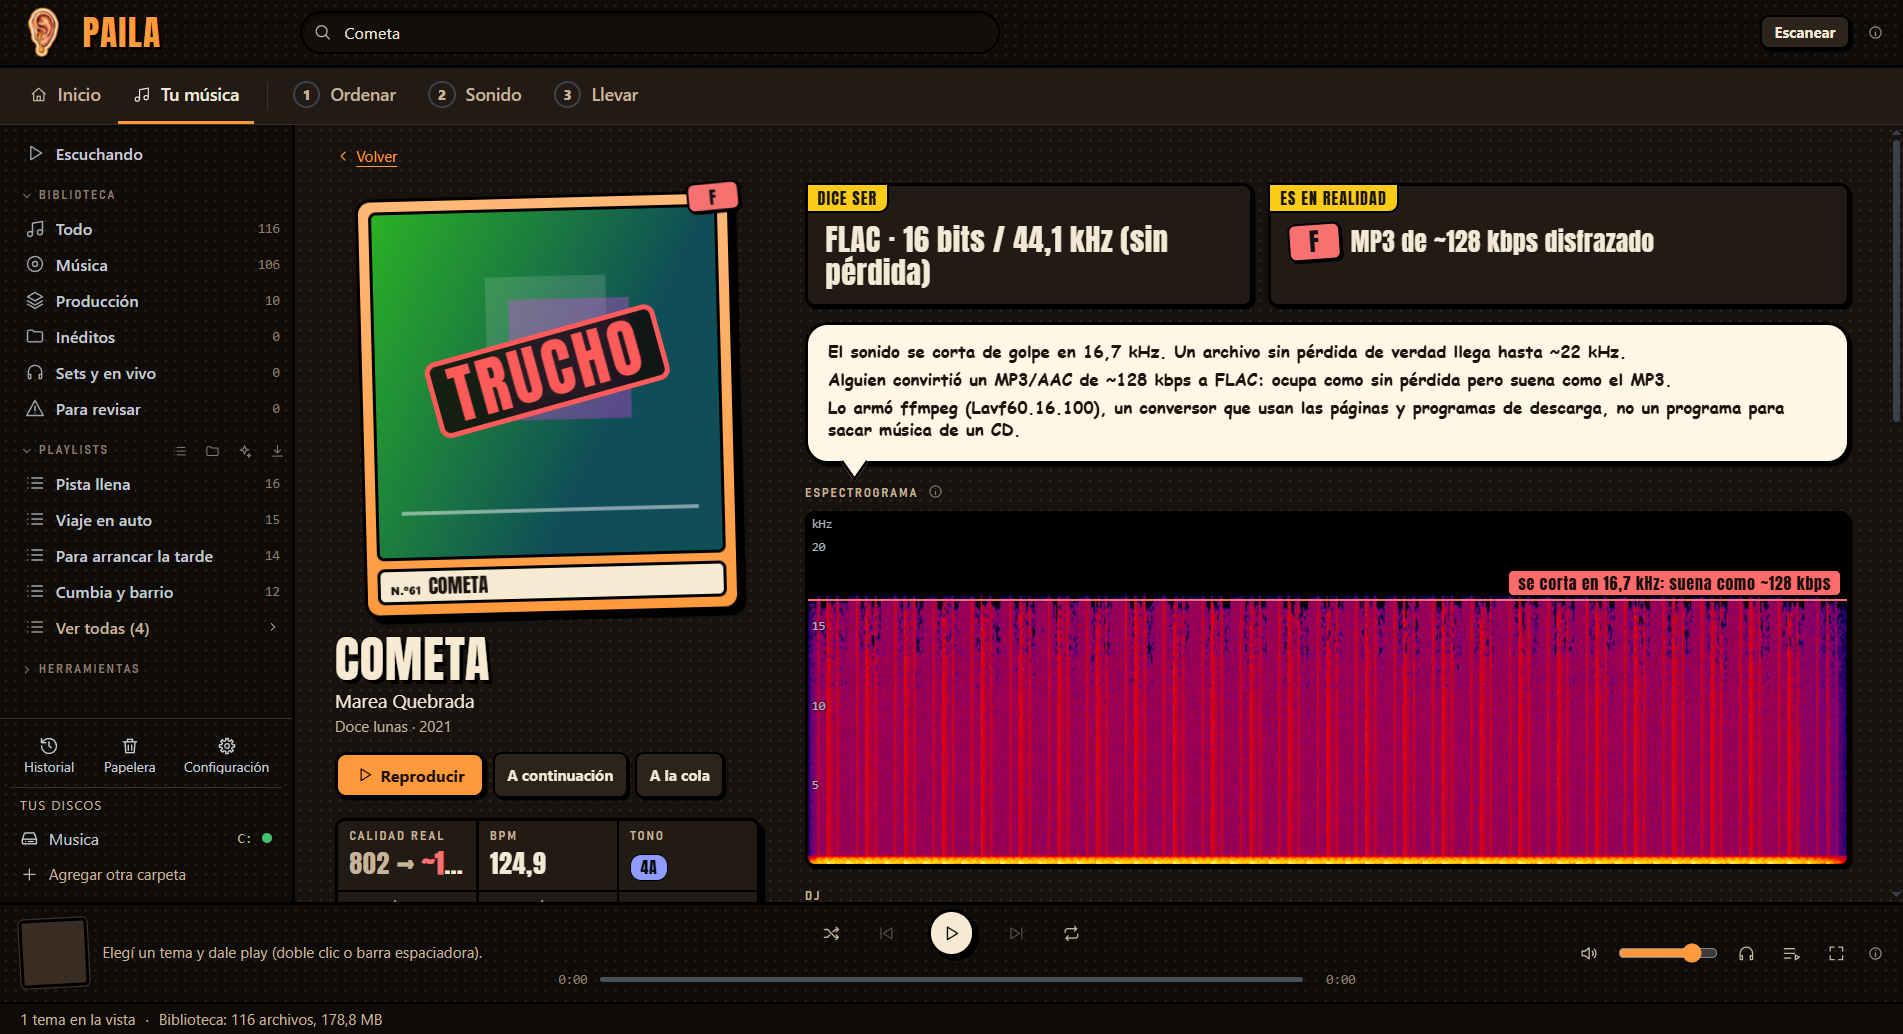 PAILA
Cometa
Escanear
Inicio
Tu música
1 Ordenar
2 Sonido
3 Llevar
Escuchando
BIBLIOTECA
Todo 116
Música 106
Producción 10
Inéditos 0
Sets y en vivo 0
Para revisar 0
PLAYLISTS
Pista llena 16
Viaje en auto 15
Para arrancar la tarde 14
Cumbia y barrio 12
Ver todas (4)
HERRAMIENTAS
Historial
Papelera
Configuración
TUS DISCOS
Musica C:
Agregar otra carpeta
Volver
F
TRUCHO
N.º61 COMETA
COMETA
Marea Quebrada
Doce lunas · 2021
Reproducir
A continuación
A la cola
CALIDAD REAL
802 → ~1...
BPM
124,9
TONO
4A
DICE SER
FLAC · 16 bits / 44,1 kHz (sin
pérdida)
ES EN REALIDAD
F MP3 de ~128 kbps disfrazado
El sonido se corta de golpe en 16,7 kHz. Un archivo sin pérdida de verdad llega hasta ~22 kHz.
Alguien convirtió un MP3/AAC de ~128 kbps a FLAC: ocupa como sin pérdida pero suena como el MP3.
Lo armó ffmpeg (Lavf60.16.100), un conversor que usan las páginas y programas de descarga, no un programa para
sacar música de un CD.
ESPECTROGRAMA
kHz
20
se corta en 16,7 kHz: suena como ~128 kbps
15
10
5
DJ
Elegí un tema y dale play (doble clic o barra espaciadora).
0:00
0:00
1 tema en la vista · Biblioteca: 116 archivos, 178,8 MB